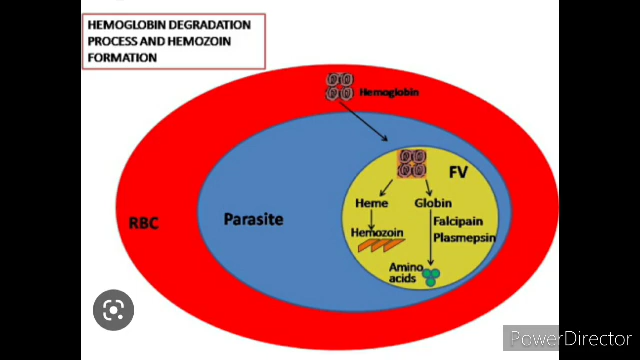 HEMOGLOBIN DEGRADATION
PROCESS AND HEMOZOIN
FORMATION
Hemoglobin
FV
Heme
Globin
RBC
Parasite
Falcipain
Hemozoin
Plasmepsin
Amino
acids
PowerDirector